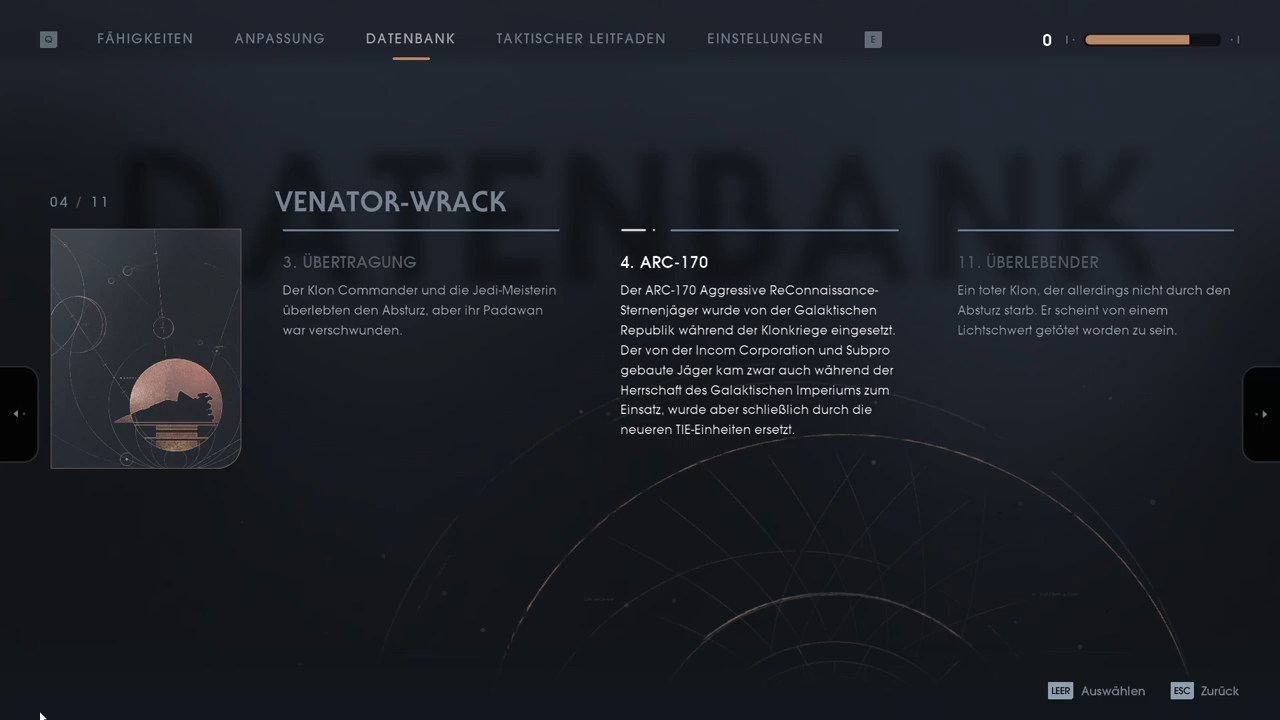 Q FÄHIGKEITEN ANPASSUNG DATENBANK TAKTISCHER LEITFADEN EINSTELLUNGEN E 0
DATENBANK
04 / 11
VENATOR-WRACK
3. ÜBERTRAGUNG
Der Klon Commander und die Jedi-Meisterin
überlebten den Absturz, aber ihr Padawan
war verschwunden.
4. ARC-170
Der ARC-170 Aggressive ReConnaissance-
Sternenjäger wurde von der Galaktischen
Republik während der Klonkriege eingesetzt.
Der von der Incom Corporation und Subpro
gebaute Jäger kam zwar auch während der
Herrschaft des Galaktischen Imperiums zum
Einsatz, wurde aber schließlich durch die
neueren TIE-Einheiten ersetzt.
11. ÜBERLEBENDER
Ein toter Klon, der allerdings nicht durch den
Absturz starb. Er scheint von einem
Lichtschwert getötet worden zu sein.
LEER Auswählen ESC Zurück